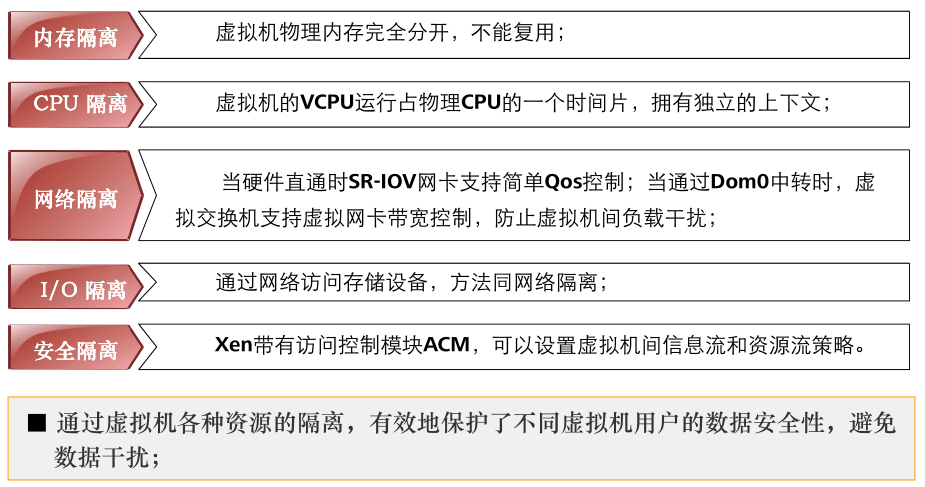 内存隔离
虚拟机物理内存完全分开，不能复用；
CPU 隔离
虚拟机的VCPU运行占物理CPU的一个时间片，拥有独立的上下文；
网络隔离
当硬件直通时SR-IOV网卡支持简单Qos控制；当通过Dom0中转时，虚
拟交换机支持虚拟网卡带宽控制，防止虚拟机间负载干扰；
I/O 隔离
通过网络访问存储设备，方法同网络隔离；
安全隔离
Xen带有访问控制模块ACM，可以设置虚拟机间信息流和资源流策略。
■ 通过虚拟机各种资源的隔离，有效地保护了不同虚拟机用户的数据安全性，避免
数据干扰；